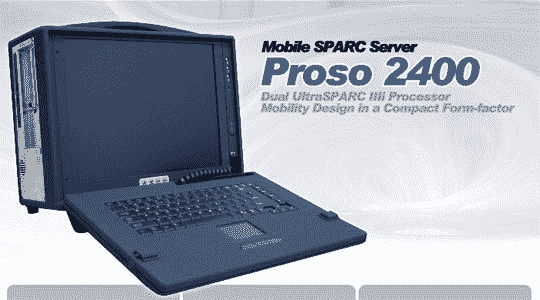 Mobile SPARC Server
Proso 2400
Dual UltraSPARC IIIi Processor
Mobility Design in a Compact Form-factor